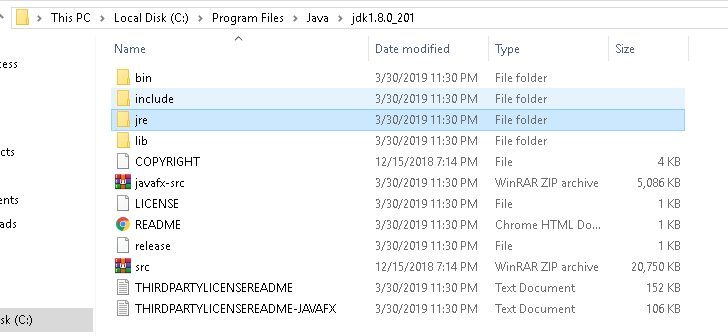 This PC > Local Disk (C:) > Program Files > Java > jdk1.8.0_201
Name Date modified Type Size
cess
bin 3/30/2019 11:30 PM File folder
include 3/30/2019 11:30 PM File folder
jre 3/30/2019 11:30 PM File folder
lib 3/30/2019 11:30 PM File folder
cts
COPYRIGHT 12/15/2018 7:14 PM File 4 KB
javafx-src 3/30/2019 11:30 PM WinRAR ZIP archive 5,086 KB
ents
LICENSE 3/30/2019 11:30 PM File 1 KB
ads
README 3/30/2019 11:30 PM Chrome HTML Do... 1 KB
release 3/30/2019 11:30 PM File 1 KB
src 12/15/2018 7:14 PM WinRAR ZIP archive 20,750 KB
THIRDPARTYLICENSEREADME 3/30/2019 11:30 PM Text Document 152 KB
THIRDPARTYLICENSEREADME-JAVAFX 3/30/2019 11:30 PM Text Document 106 KB
sk (C:)